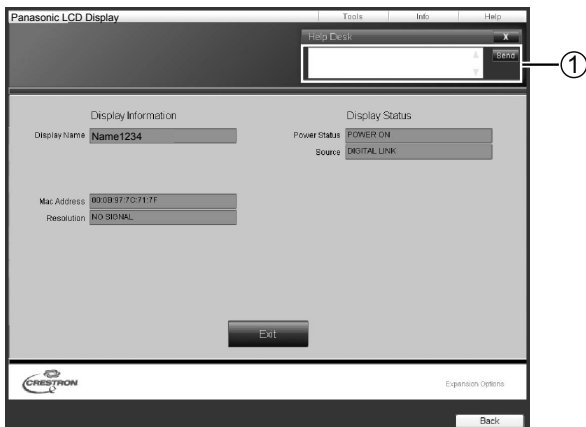 Panasonic LCD Display
Tools Info Help
Help Desk X
Send
1
Display Information Display Status
Display Name Name1234 Power Status POWER ON
Source DIGITAL LINK
Mac Address 00:0B:97:7C:71:7F
Resolution NO SIGNAL
Exit
CRESTRON Expansion Options
Back